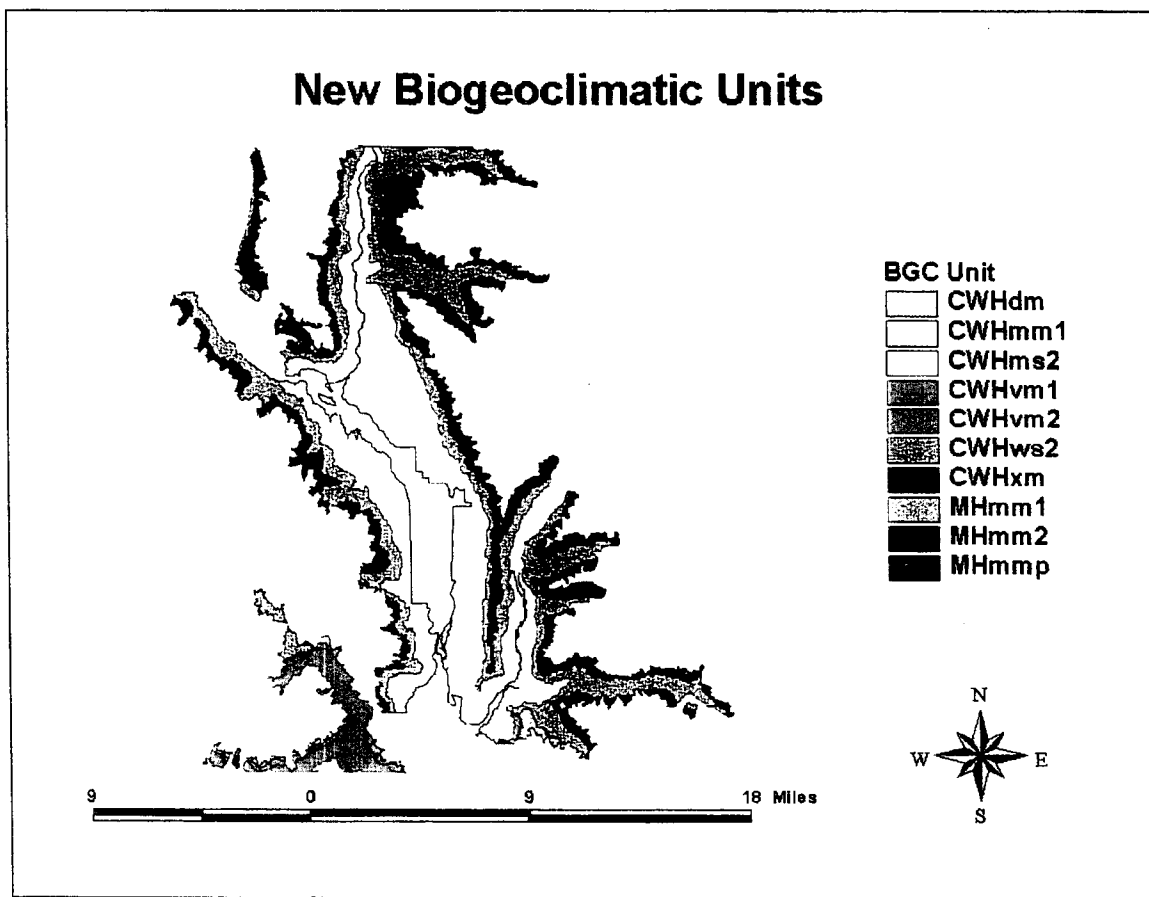 New Biogeoclimatic Units
BGC Unit
CWHdm
CWHmm1
CWHms2
CWHvm1
CWHvm2
CWHws2
CWHxm
MHmm1
MHmm2
MHmmp
N
W E
S
9 0 9 18 Miles